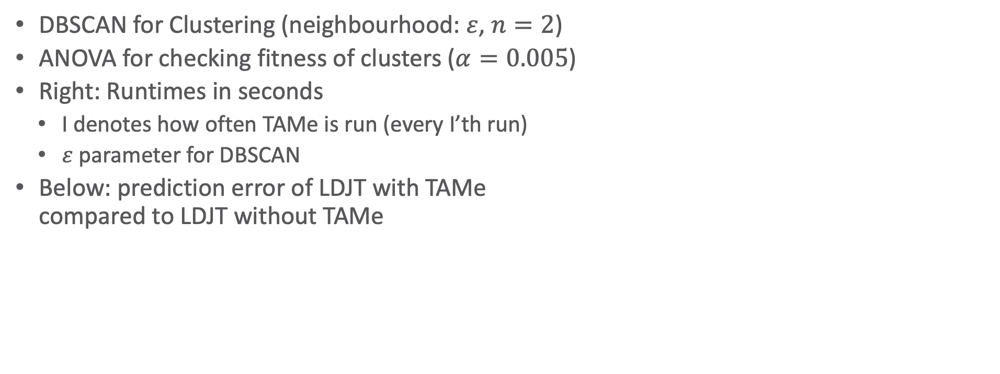 • DBSCAN for Clustering (neighbourhood: ε, n = 2)
• ANOVA for checking fitness of clusters (α = 0.005)
• Right: Runtimes in seconds
• I denotes how often TAMe is run (every I’th run)
• ε parameter for DBSCAN
• Below: prediction error of LDJT with TAMe
compared to LDJT without TAMe